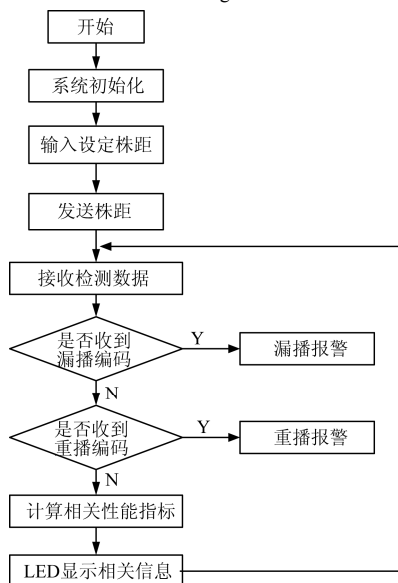 开始
系统初始化
输入设定株距
发送株距
接收检测数据
是否收到
漏播编码
Y
漏播报警
N
是否收到
重播编码
Y
重播报警
N
计算相关性能指标
LED显示相关信息